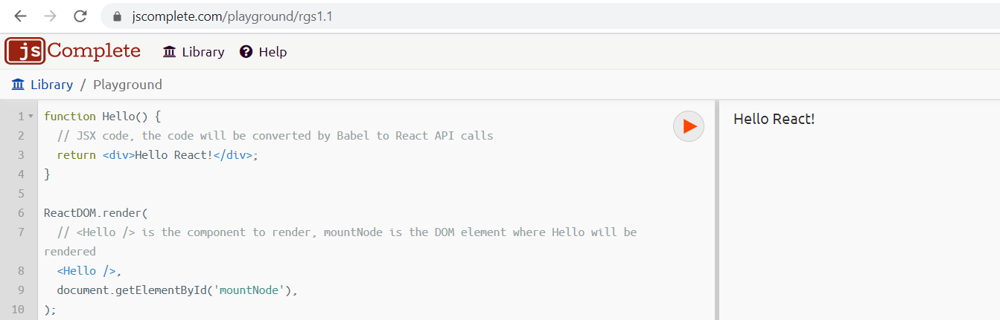 jscomplete.com/playground/rgs1.1
jsComplete Library Help
Library / Playground
1 function Hello() {
2 // JSX code, the code will be converted by Babel to React API calls
3 return <div>Hello React!</div>;
4 }
5
6 ReactDOM.render(
7 // <Hello /> is the component to render, mountNode is the DOM element where Hello will be
rendered
8 <Hello />,
9 document.getElementById('mountNode'),
10 );
Hello React!